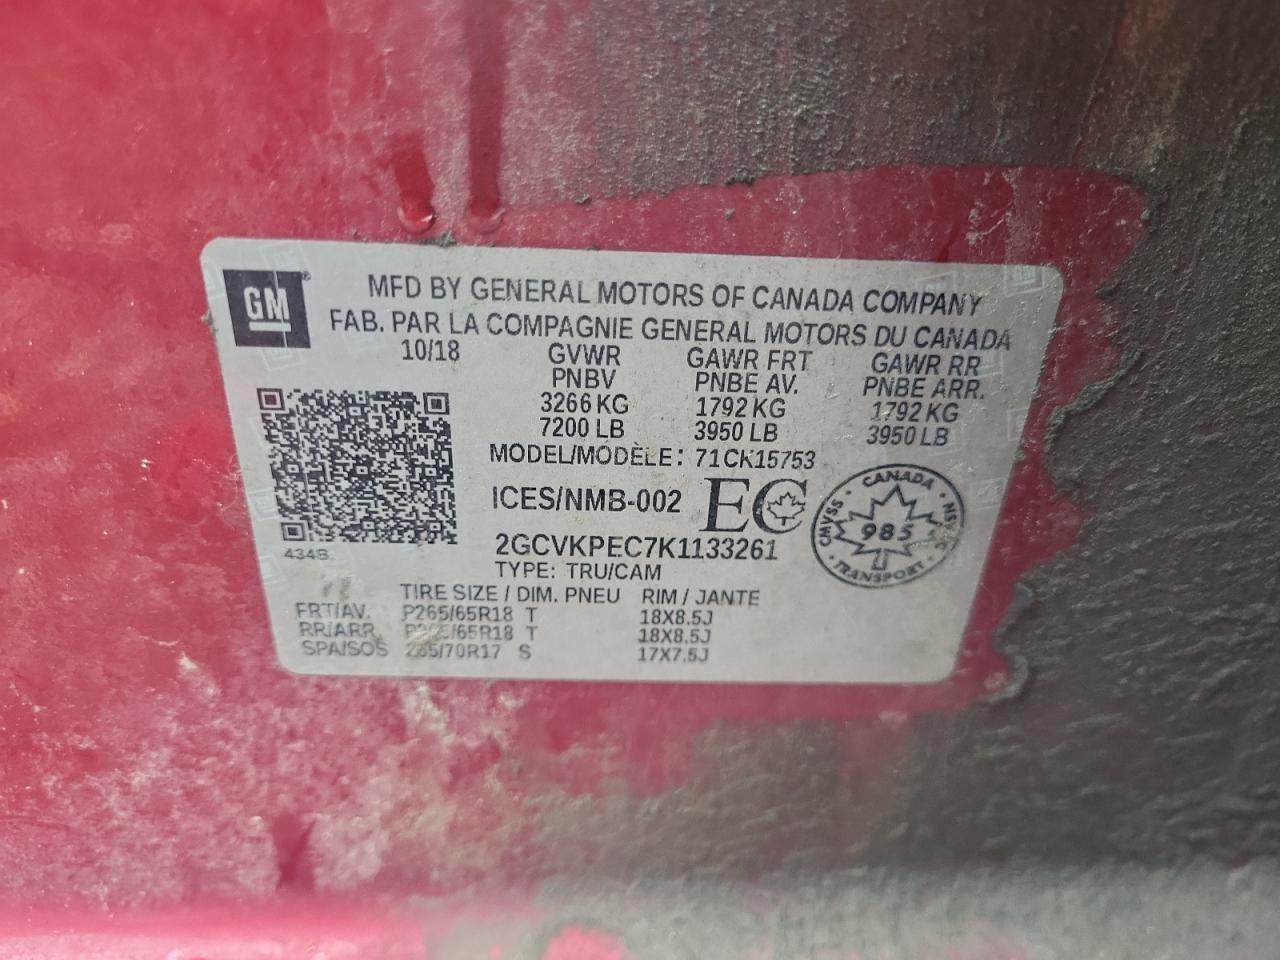 GM
MFD BY GENERAL MOTORS OF CANADA COMPANY
FAB. PAR LA COMPAGNIE GENERAL MOTORS DU CANADA
10/18 GVWR GAWR FRT GAWR RR
PNBV PNBE AV. PNBE ARR.
3266 KG 1792 KG 1792 KG
7200 LB 3950 LB 3950 LB
MODEL/MODÈLE: 71CK15753
ICES/NMB-002 EC
CANADA
CMVSS • NSVAC
985
TRANSPORT
434B
2GCVKPEC7K1133261
TYPE: TRU/CAM
TIRE SIZE / DIM. PNEU RIM / JANTE
FRT/AV. P265/65R18 T 18X8.5J
RR/ARR P265/65R18 T 18X8.5J
SPA/SOS 265/70R17 S 17X7.5J